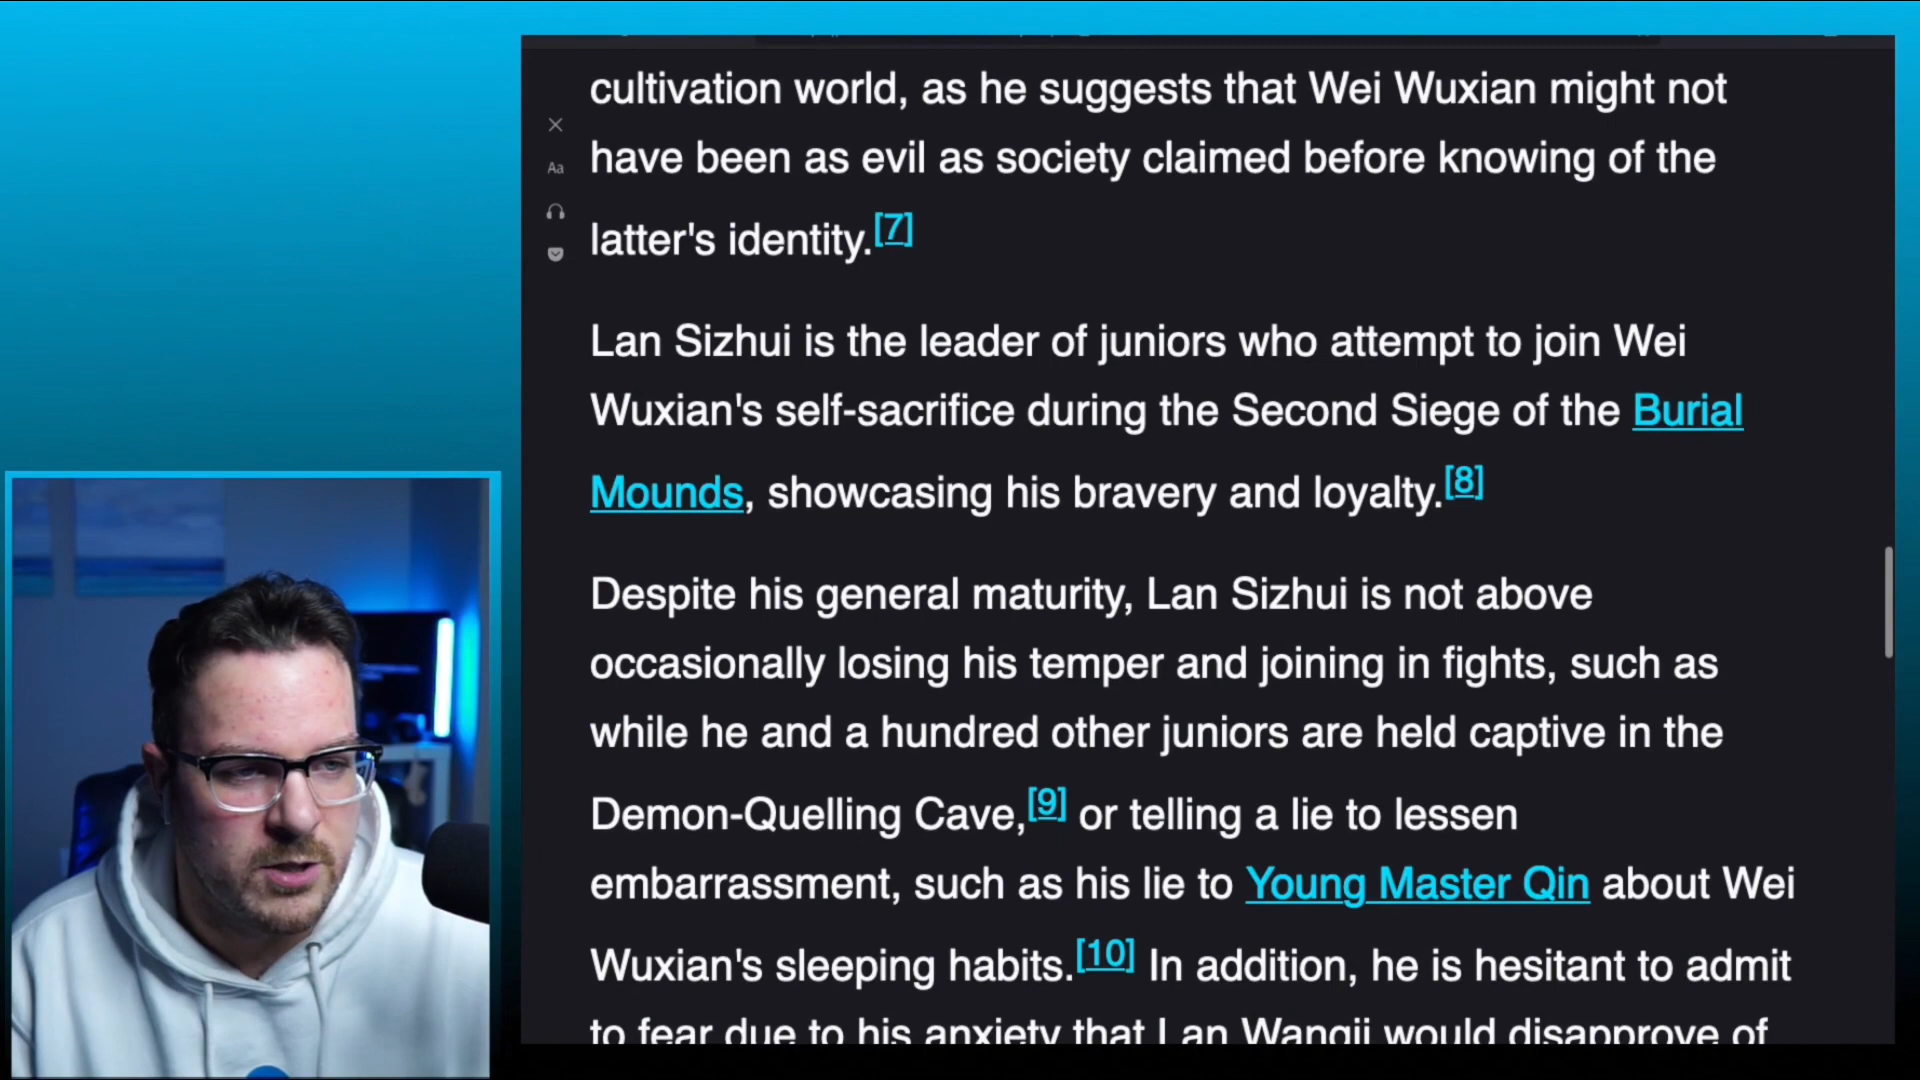 cultivation world, as he suggests that Wei Wuxian might not
Aa
have been as evil as society claimed before knowing of the
latter's identity.[7]
Lan Sizhui is the leader of juniors who attempt to join Wei
Wuxian's self-sacrifice during the Second Siege of the Burial
Mounds, showcasing his bravery and loyalty.[8]
Despite his general maturity, Lan Sizhui is not above
occasionally losing his temper and joining in fights, such as
while he and a hundred other juniors are held captive in the
Demon-Quelling Cave,[9] or telling a lie to lessen
embarrassment, such as his lie to Young Master Qin about Wei
Wuxian's sleeping habits.[10] In addition, he is hesitant to admit
to fear due to his anxiety that Lan Wangji would disapprove of